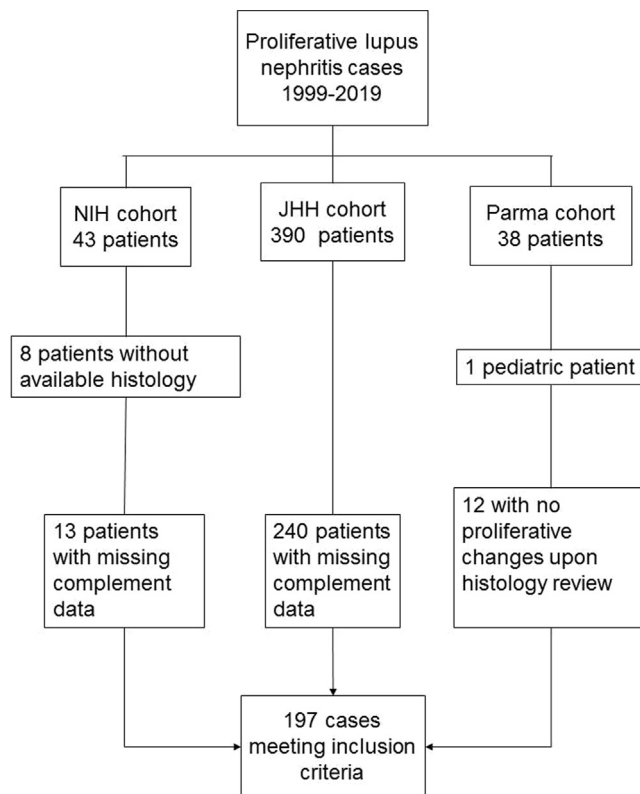 Proliferative lupus
nephritis cases
1999-2019
NIH cohort
43 patients
JHH cohort
390 patients
Parma cohort
38 patients
8 patients without
available histology
1 pediatric patient
13 patients
with missing
complement
data
240 patients
with missing
complement
data
12 with no
proliferative
changes upon
histology review
197 cases
meeting inclusion
criteria